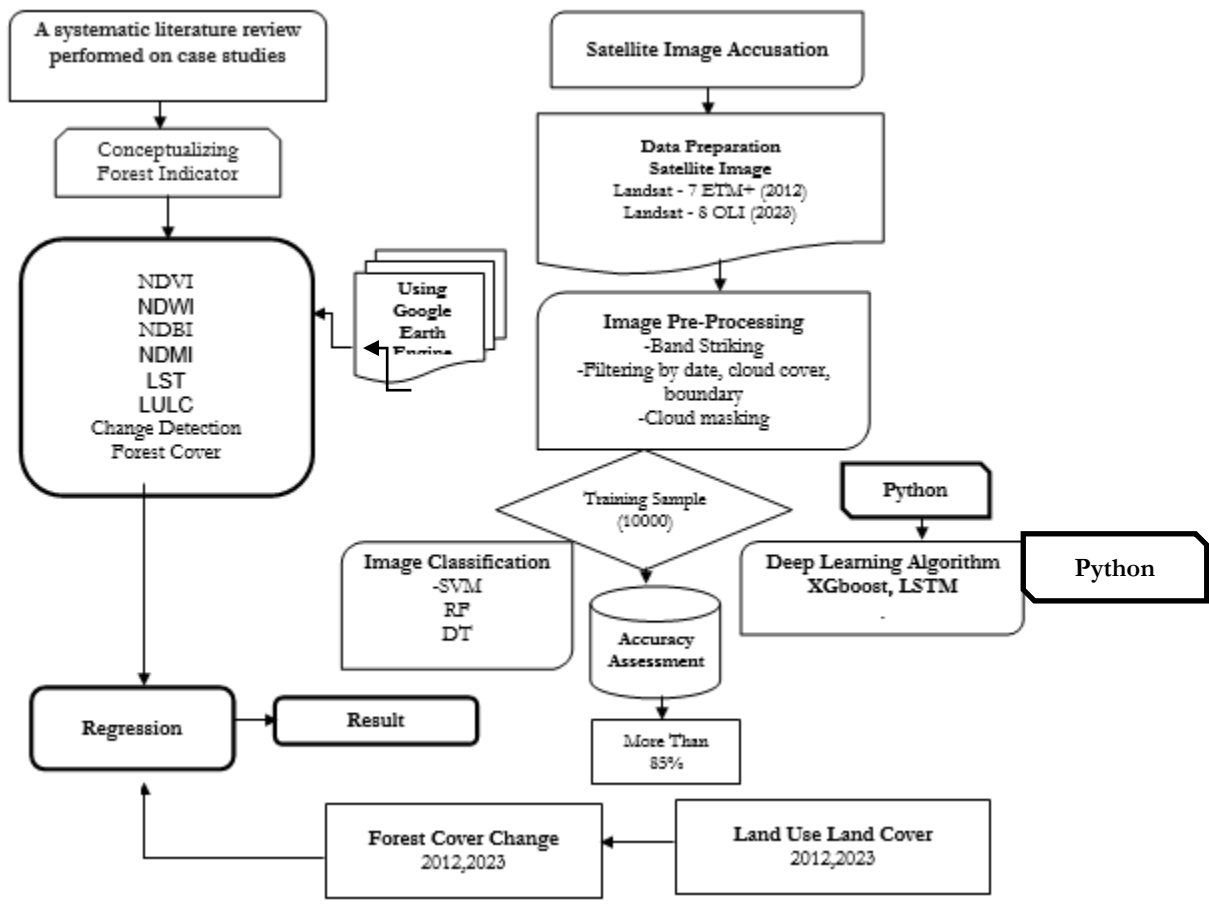 A systematic literature review
performed on case studies
Conceptualizing
Forest Indicator
NDVI
NDWI
NDBI
NDMI
LST
LULC
Change Detection
Forest Cover
Using
Google
Earth
Engine
Satellite Image Accusation
Data Preparation
Satellite Image
Landsat - 7 ETM+ (2012)
Landsat - 8 OLI (2023)
Image Pre-Processing
-Band Striking
-Filtering by date, cloud cover,
boundary
-Cloud masking
Training Sample
(10000)
Image Classification
-SVM
RF
DT
Accuracy
Assessment
More Than
85%
Python
Deep Learning Algorithm
XGboost, LSTM
-
Python
Regression
Result
Forest Cover Change
2012,2023
Land Use Land Cover
2012,2023